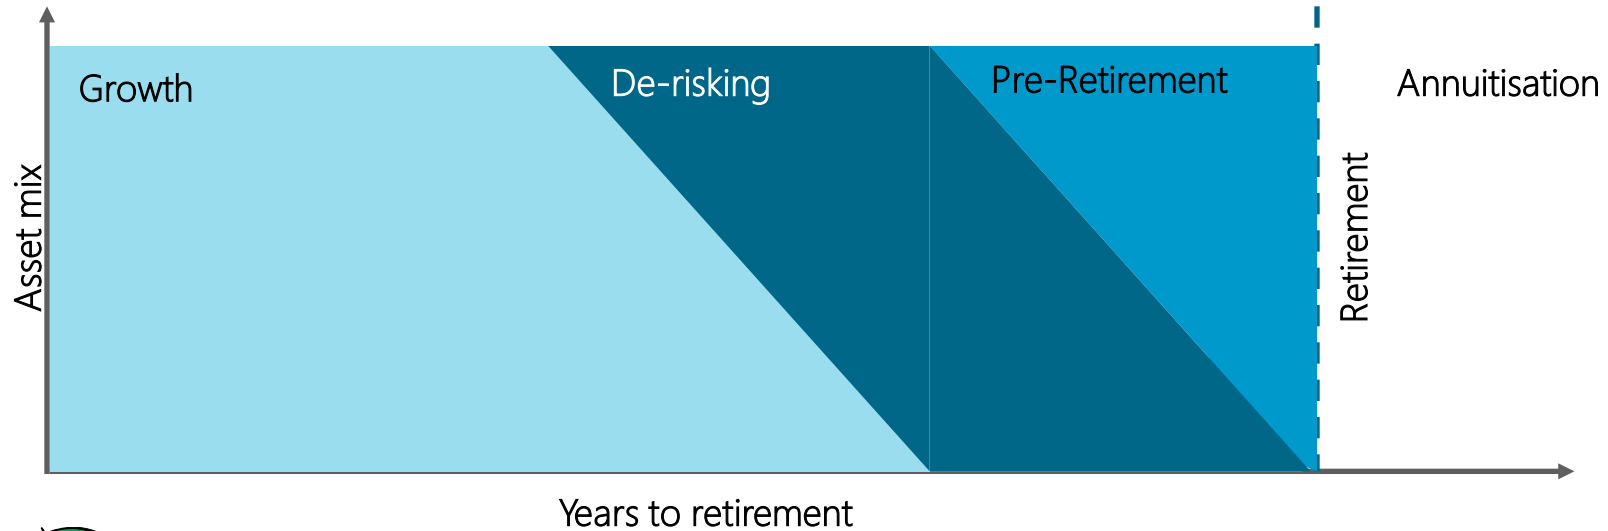 Growth
De-risking
Pre-Retirement
Annuitisation
Asset mix
Retirement
Years to retirement